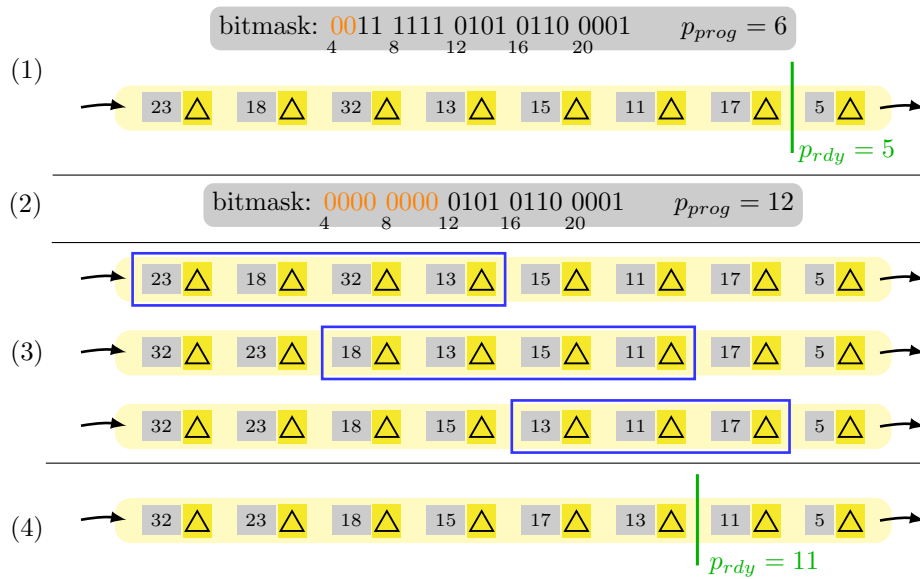 bitmask: 0011 1111 0101 0110 0001 p_prog = 6
4 8 12 16 20
(1)
23 18 32 13 15 11 17 5
p_rdy = 5
(2)
bitmask: 0000 0000 0101 0110 0001 p_prog = 12
4 8 12 16 20
23 18 32 13 15 11 17 5
(3)
32 23 18 13 15 11 17 5
32 23 18 15 13 11 17 5
(4)
32 23 18 15 17 13 11 5
p_rdy = 11